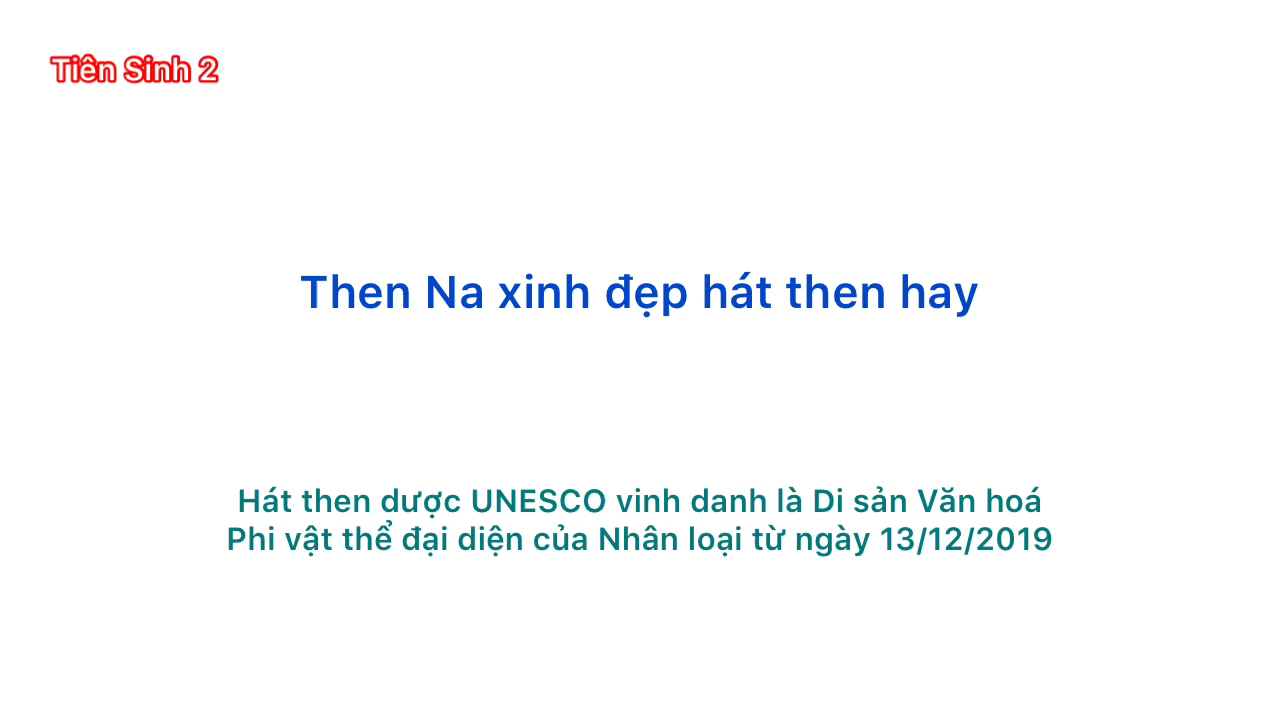 Tiên Sinh 2
Then Na xinh đẹp hát then hay
Hát then dược UNESCO vinh danh là Di sản Văn hoá
Phi vật thể đại diện của Nhân loại từ ngày 13/12/2019